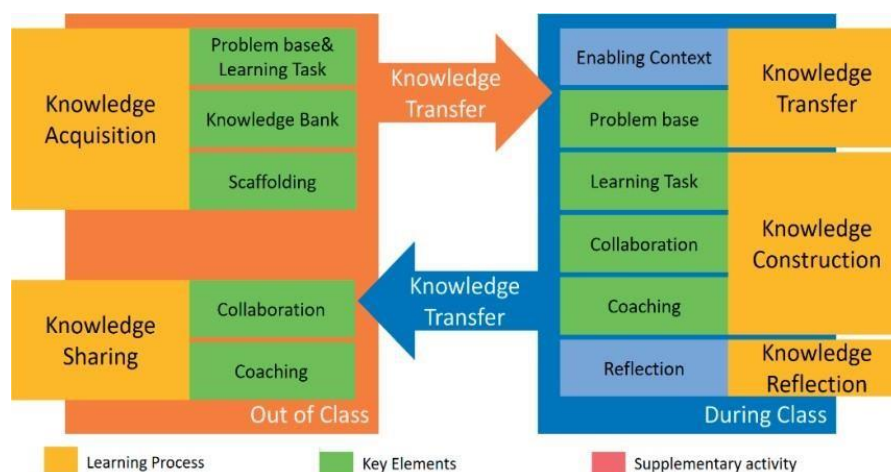 Knowledge
Acquisition
Problem base&
Learning Task
Knowledge Bank
Scaffolding
Knowledge
Sharing
Collaboration
Coaching
Out of Class
Knowledge
Transfer
Knowledge
Transfer
Enabling Context
Problem base
Learning Task
Collaboration
Coaching
Reflection
Knowledge
Transfer
Knowledge
Construction
Knowledge
Reflection
During Class
Learning Process
Key Elements
Supplementary activity